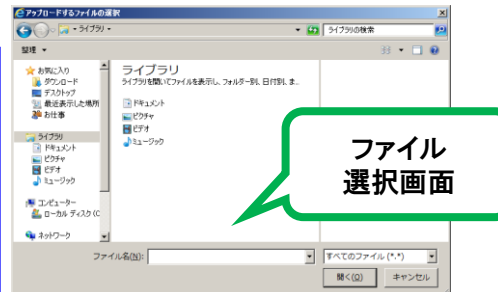 アップロードするファイルの選択
ライブラリ
ライブラリの検索
整理
お気に入り
ダウンロード
デスクトップ
最近表示した場所
お仕事
ライブラリ
ドキュメント
ピクチャ
ビデオ
ミュージック
コンピューター
ローカル ディスク (C
ネットワーク
ライブラリ
ライブラリを開いてファイルを表示し、フォルダー別、日付別、ま...
ドキュメント
ピクチャ
ビデオ
ミュージック
ファイル
選択画面
ファイル名(N):
すべてのファイル (*.*)
開く(O)
キャンセル